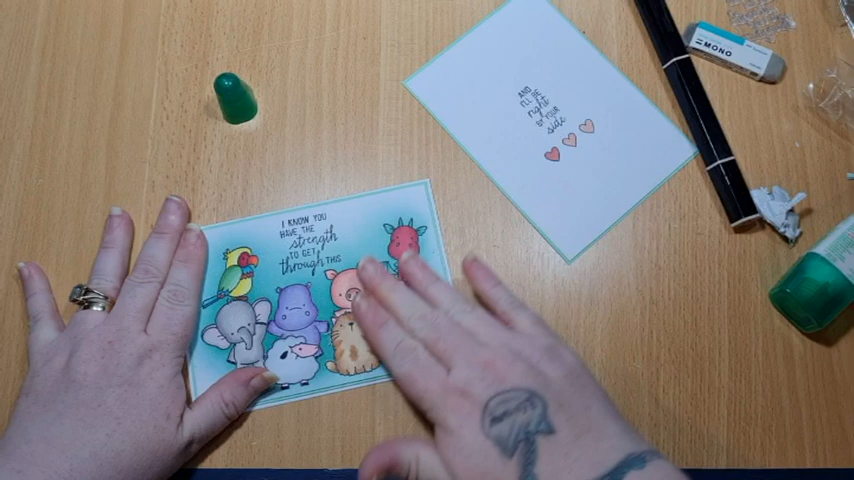 I KNOW YOU
HAVE THE
strength
TO GET
through THIS
AND
I'LL BE
right
BY YOUR
side
MONO